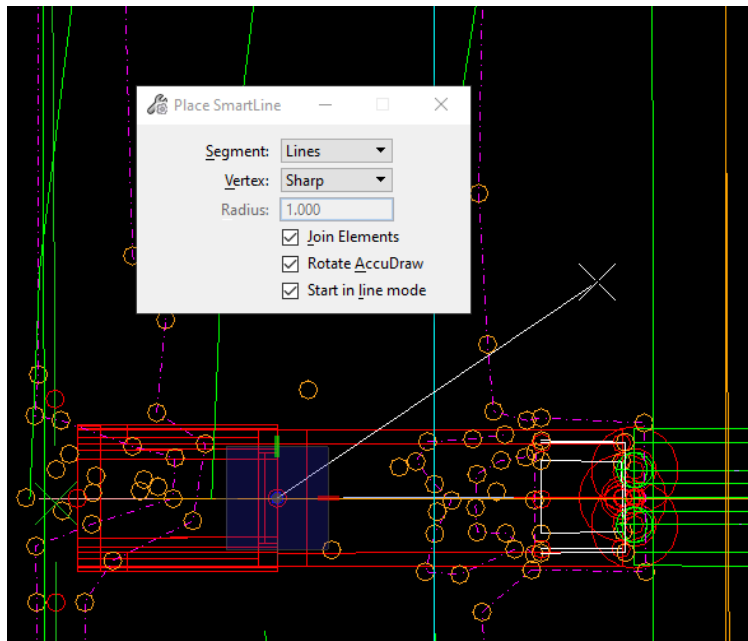 Place SmartLine
Segment: Lines
Vertex: Sharp
Radius: 1.000
Join Elements
Rotate AccuDraw
Start in line mode